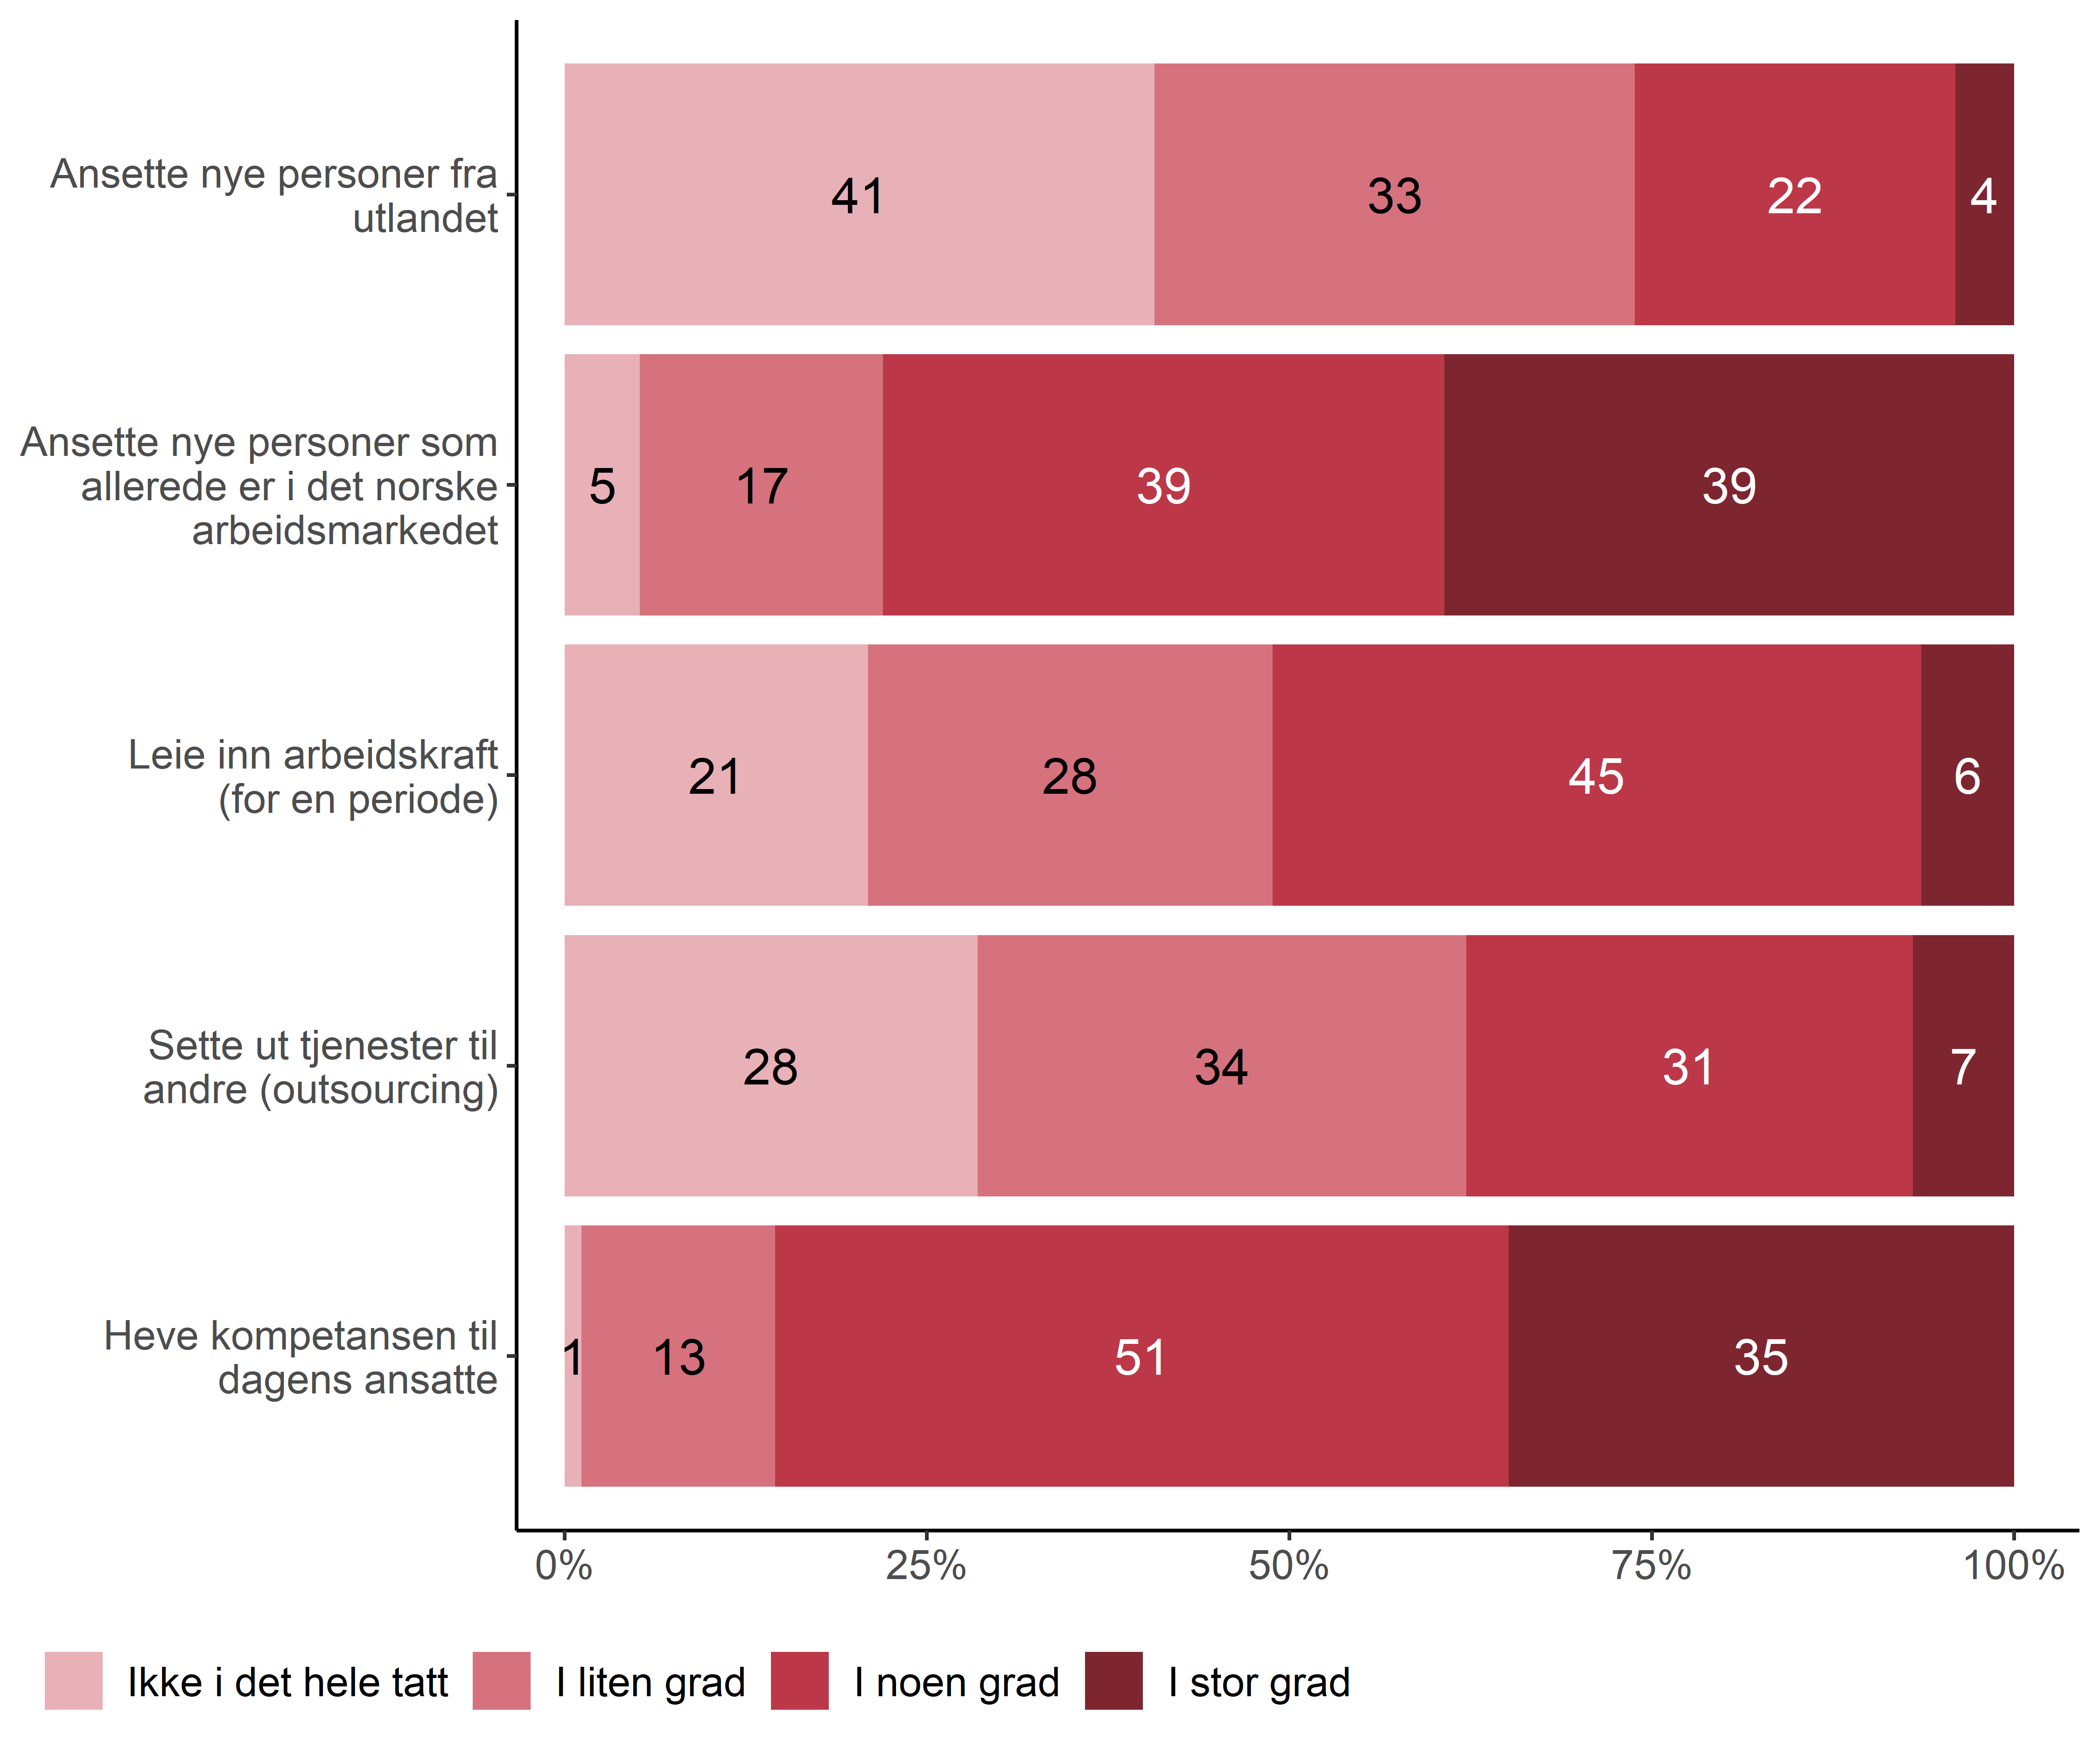 Ansette nye personer fra
utlandet
41 33 22 4
Ansette nye personer som
allerede er i det norske
arbeidsmarkedet
5 17 39 39
Leie inn arbeidskraft
(for en periode)
21 28 45 6
Sette ut tjenester til
andre (outsourcing)
28 34 31 7
Heve kompetansen til
dagens ansatte
1 13 51 35
0% 25% 50% 75% 100%
Ikke i det hele tatt I liten grad I noen grad I stor grad